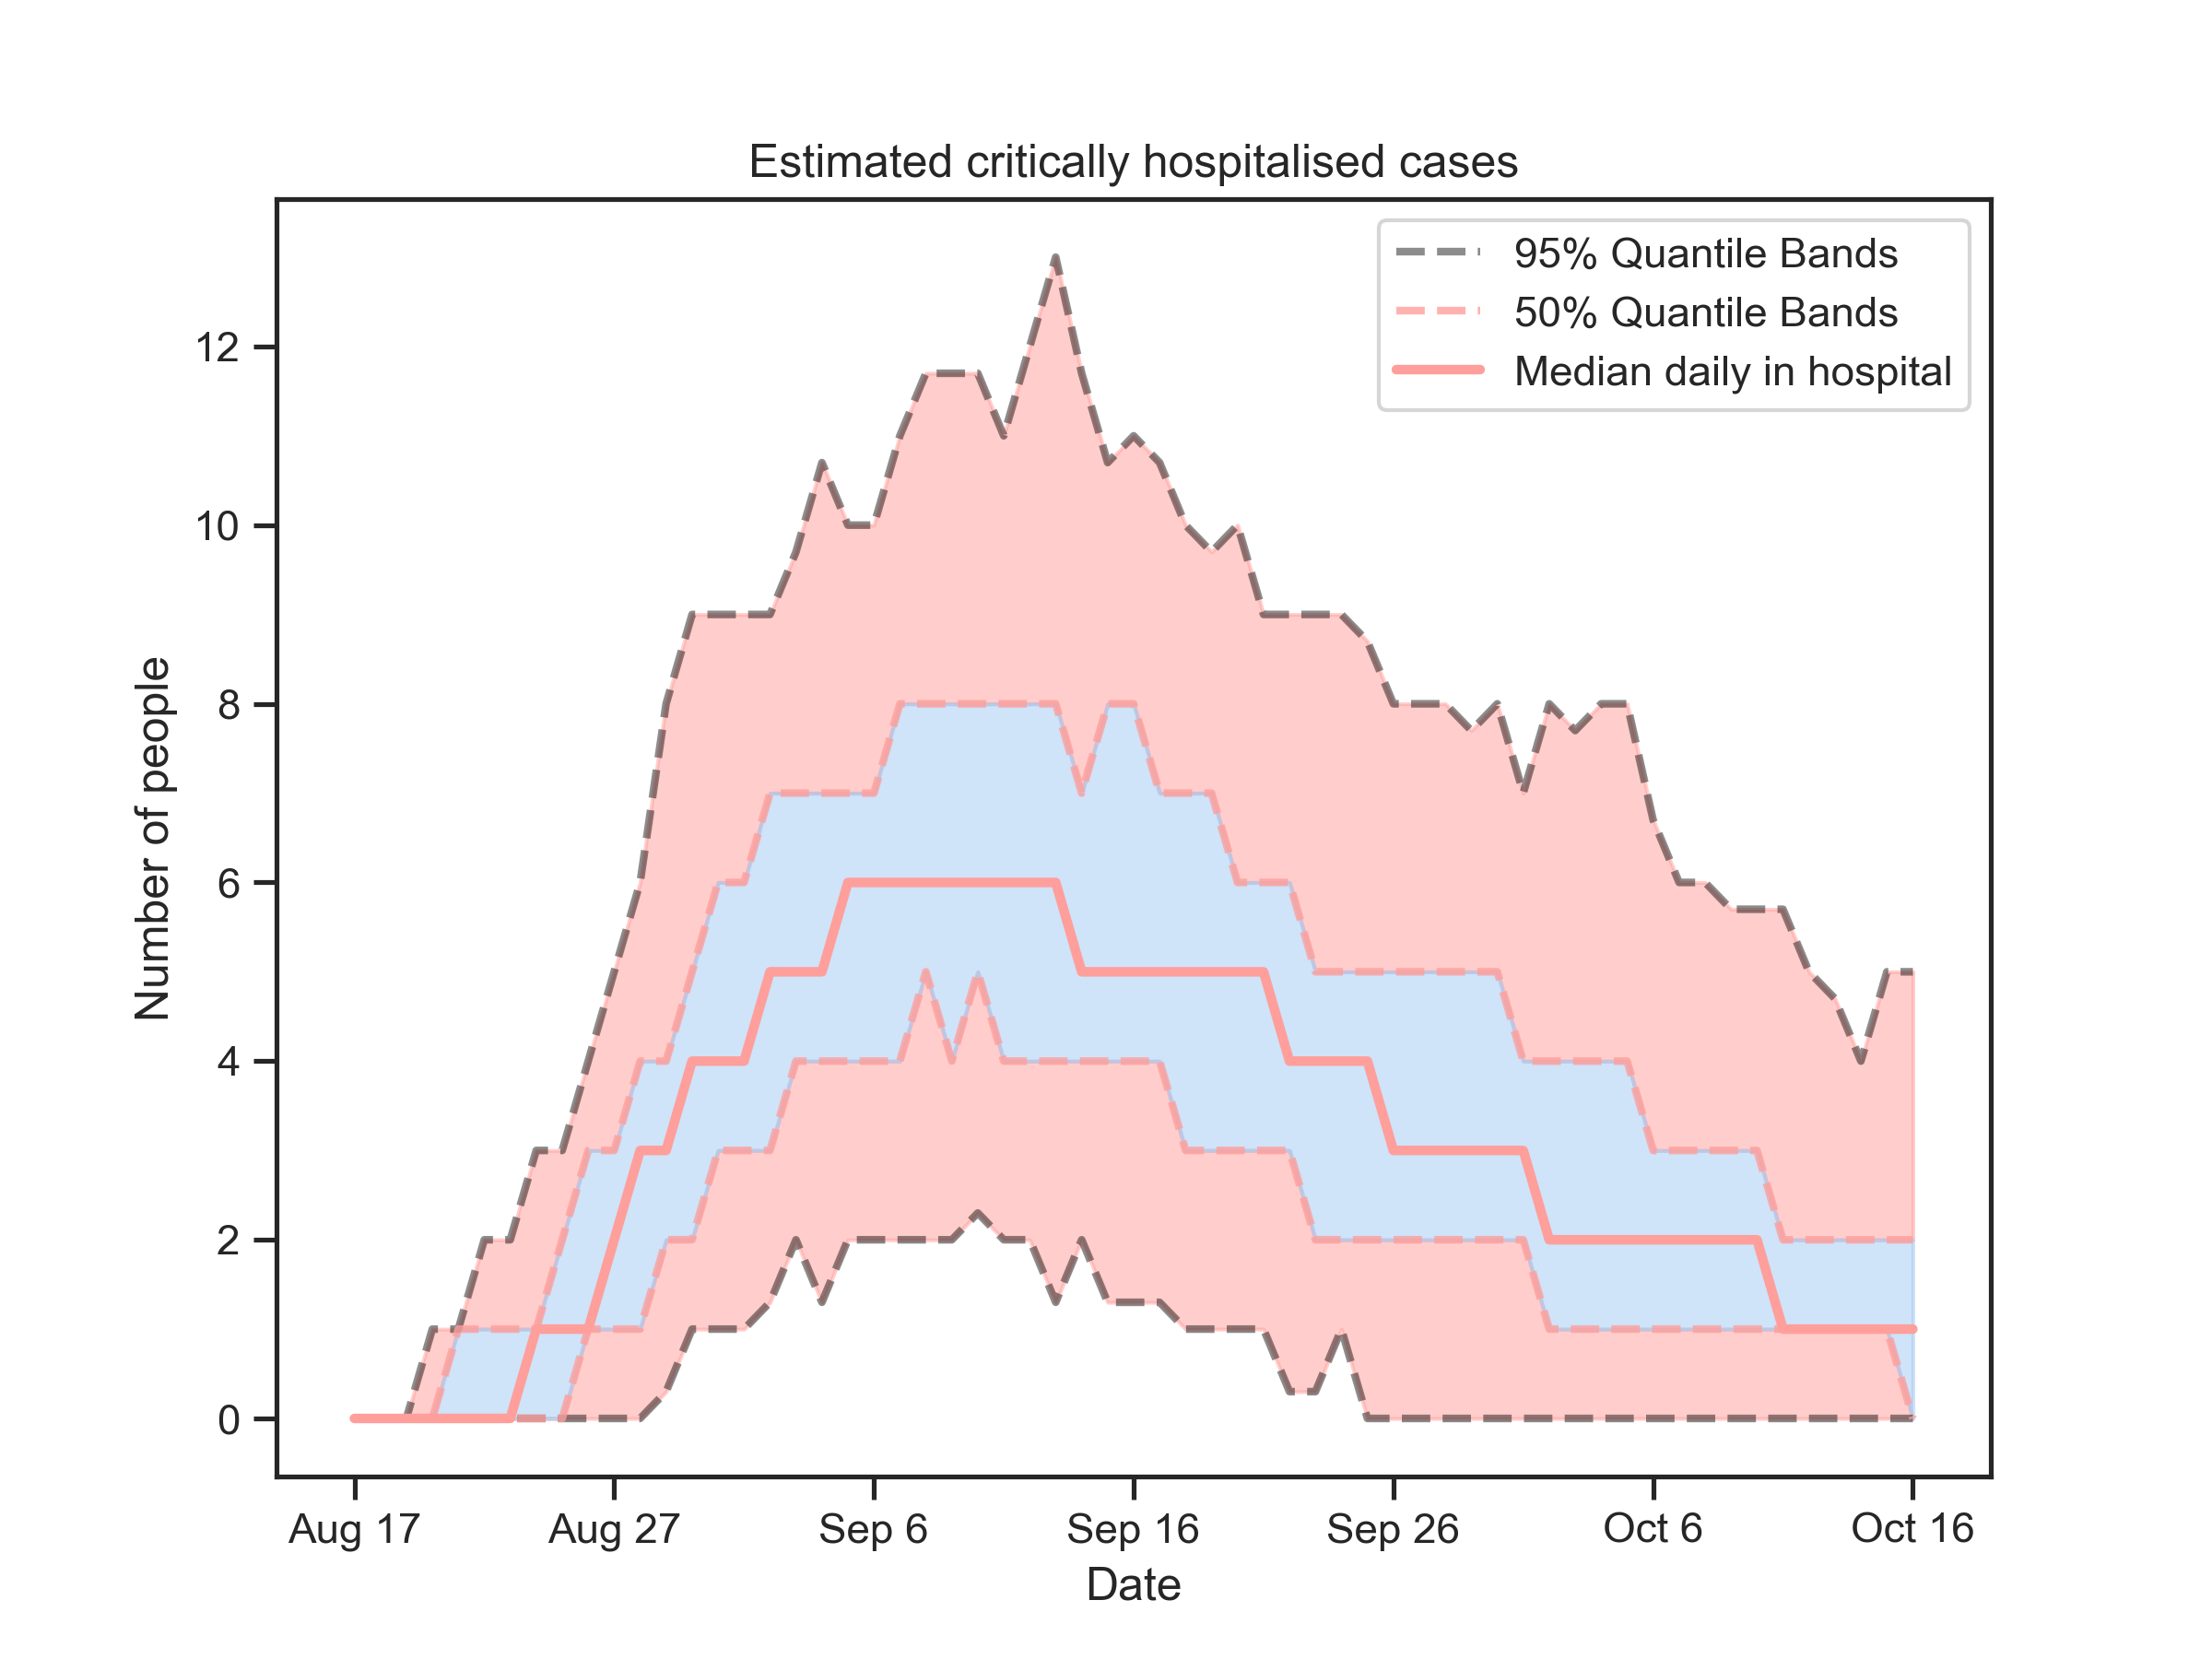 Estimated critically hospitalised cases
95% Quantile Bands
50% Quantile Bands
Median daily in hospital
Number of people
12
10
8
6
4
2
0
Aug 17 Aug 27 Sep 6 Sep 16 Sep 26 Oct 6 Oct 16
Date